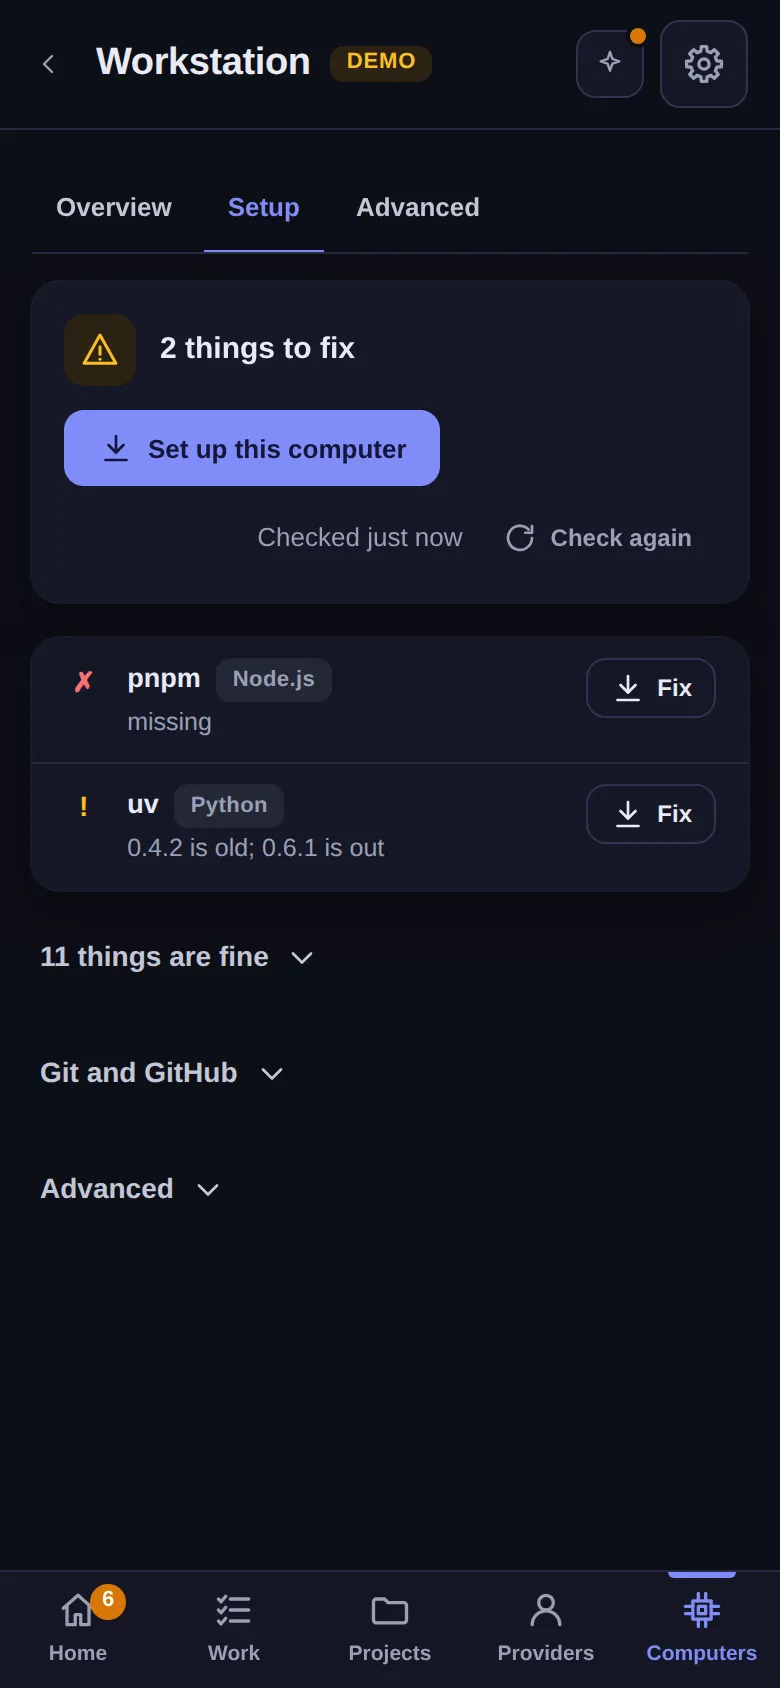 Workstation DEMO
Overview Setup Advanced
2 things to fix
Set up this computer
Checked just now Check again
✗ pnpm Node.js Fix
missing
! uv Python Fix
0.4.2 is old; 0.6.1 is out
11 things are fine
Git and GitHub
Advanced
6
Home Work Projects Providers Computers